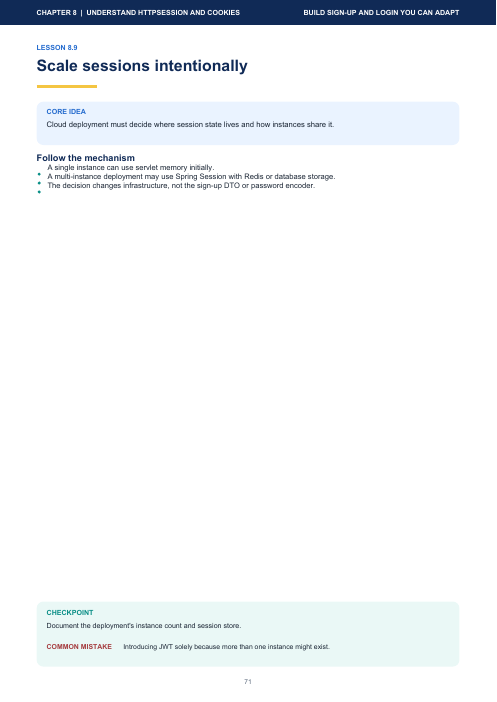 CHAPTER 8 | UNDERSTAND HTTPSESSION AND COOKIES
BUILD SIGN-UP AND LOGIN YOU CAN ADAPT
LESSON 8.9
Scale sessions intentionally
CORE IDEA
Cloud deployment must decide where session state lives and how instances share it.
Follow the mechanism
A single instance can use servlet memory initially.
A multi-instance deployment may use Spring Session with Redis or database storage.
The decision changes infrastructure, not the sign-up DTO or password encoder.
CHECKPOINT
Document the deployment's instance count and session store.
COMMON MISTAKE Introducing JWT solely because more than one instance might exist.
71